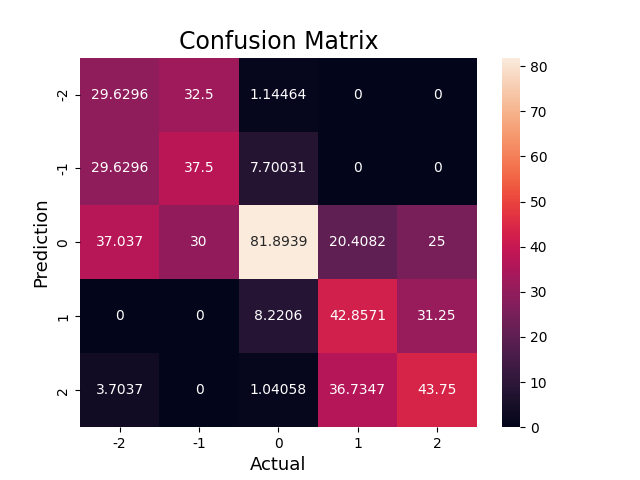 Confusion Matrix
-2 29.6296 32.5 1.14464 0 0
-1 29.6296 37.5 7.70031 0 0
0 37.037 30 81.8939 20.4082 25
1 0 0 8.2206 42.8571 31.25
2 3.7037 0 1.04058 36.7347 43.75
-2 -1 0 1 2
Actual
Prediction
80
70
60
50
40
30
20
10
0